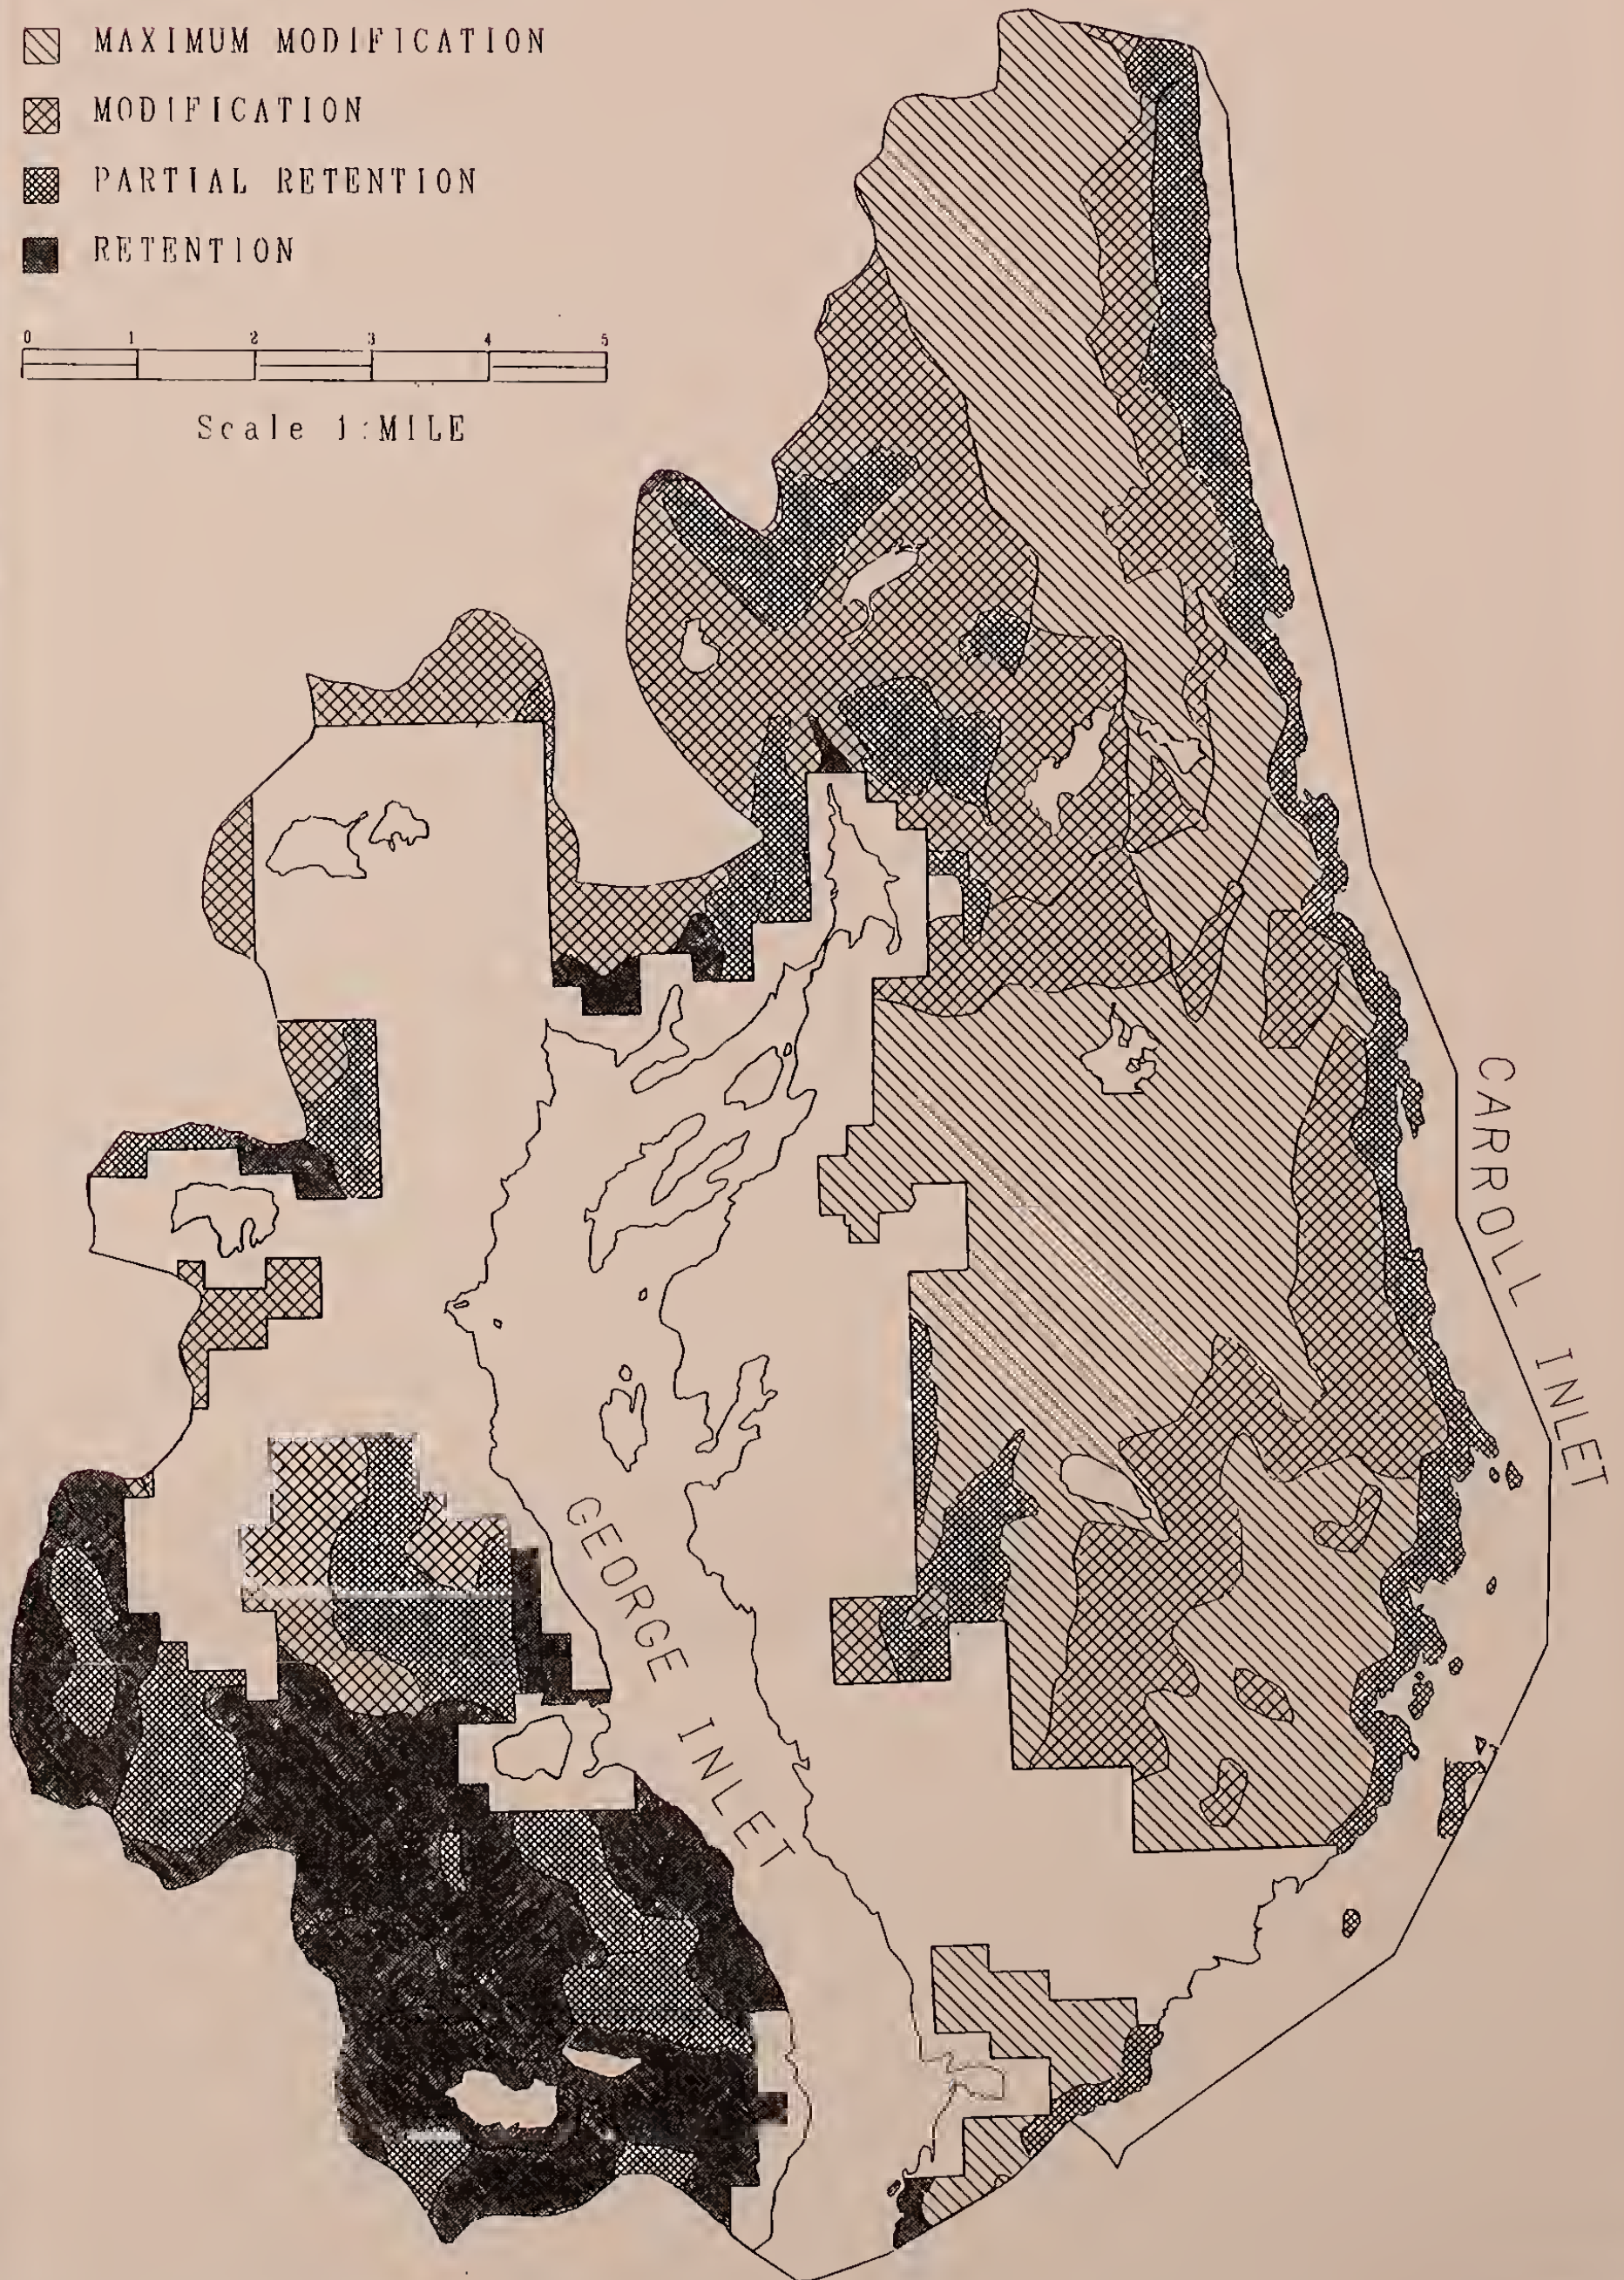 MAXIMUM MODIFICATION
MODIFICATION
PARTIAL RETENTION
RETENTION
0 1 2 3 4 5
Scale 1:MILE
CARROLL INLET
GEORGE INLET